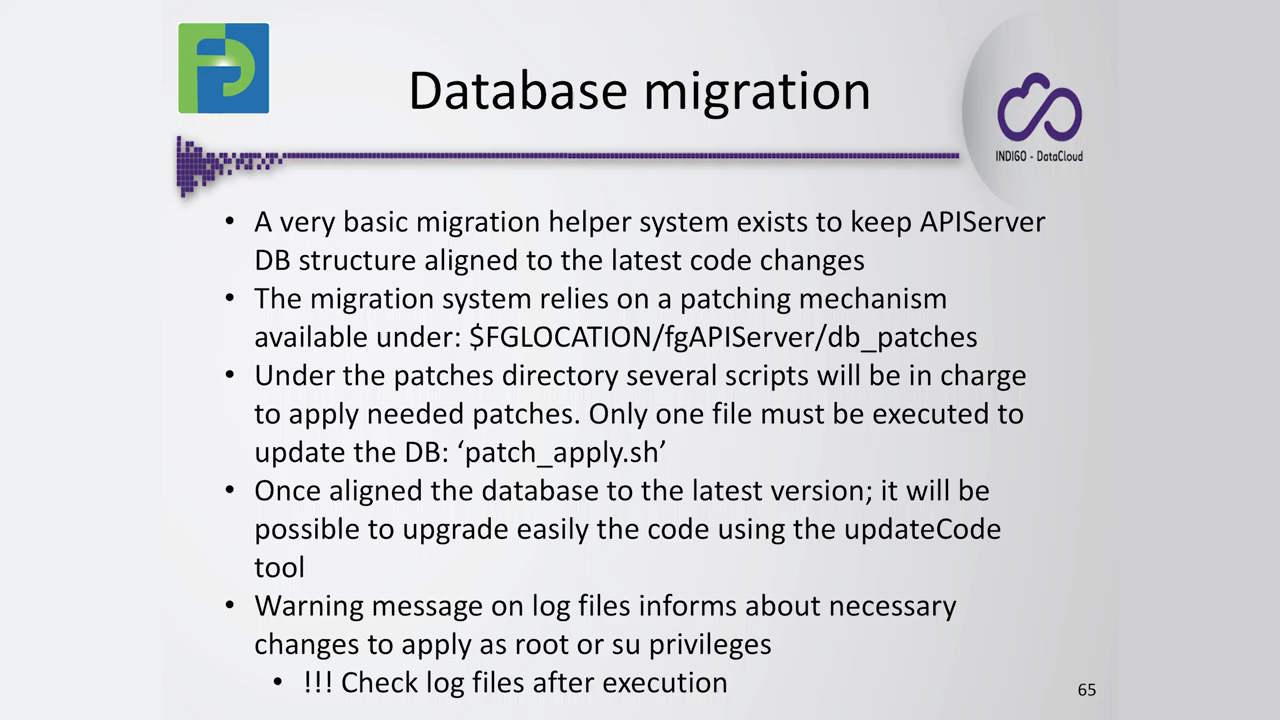 Database migration
INDIGO - DataCloud
• A very basic migration helper system exists to keep APIServer
DB structure aligned to the latest code changes
• The migration system relies on a patching mechanism
available under: $FGLOCATION/fgAPIServer/db_patches
• Under the patches directory several scripts will be in charge
to apply needed patches. Only one file must be executed to
update the DB: ‘patch_apply.sh’
• Once aligned the database to the latest version; it will be
possible to upgrade easily the code using the updateCode
tool
• Warning message on log files informs about necessary
changes to apply as root or su privileges
• !!! Check log files after execution
65